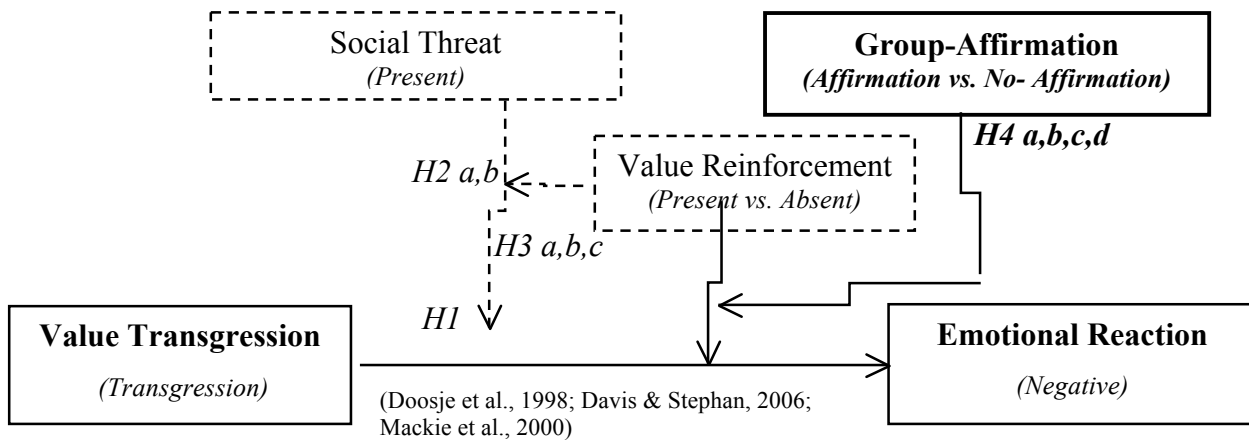 Social Threat
(Present)
Group-Affirmation
(Affirmation vs. No- Affirmation)
H4 a,b,c,d
H2 a,b
Value Reinforcement
(Present vs. Absent)
H3 a,b,c
H1
Value Transgression
(Transgression)
Emotional Reaction
(Negative)
(Doosje et al., 1998; Davis & Stephan, 2006;
Mackie et al., 2000)